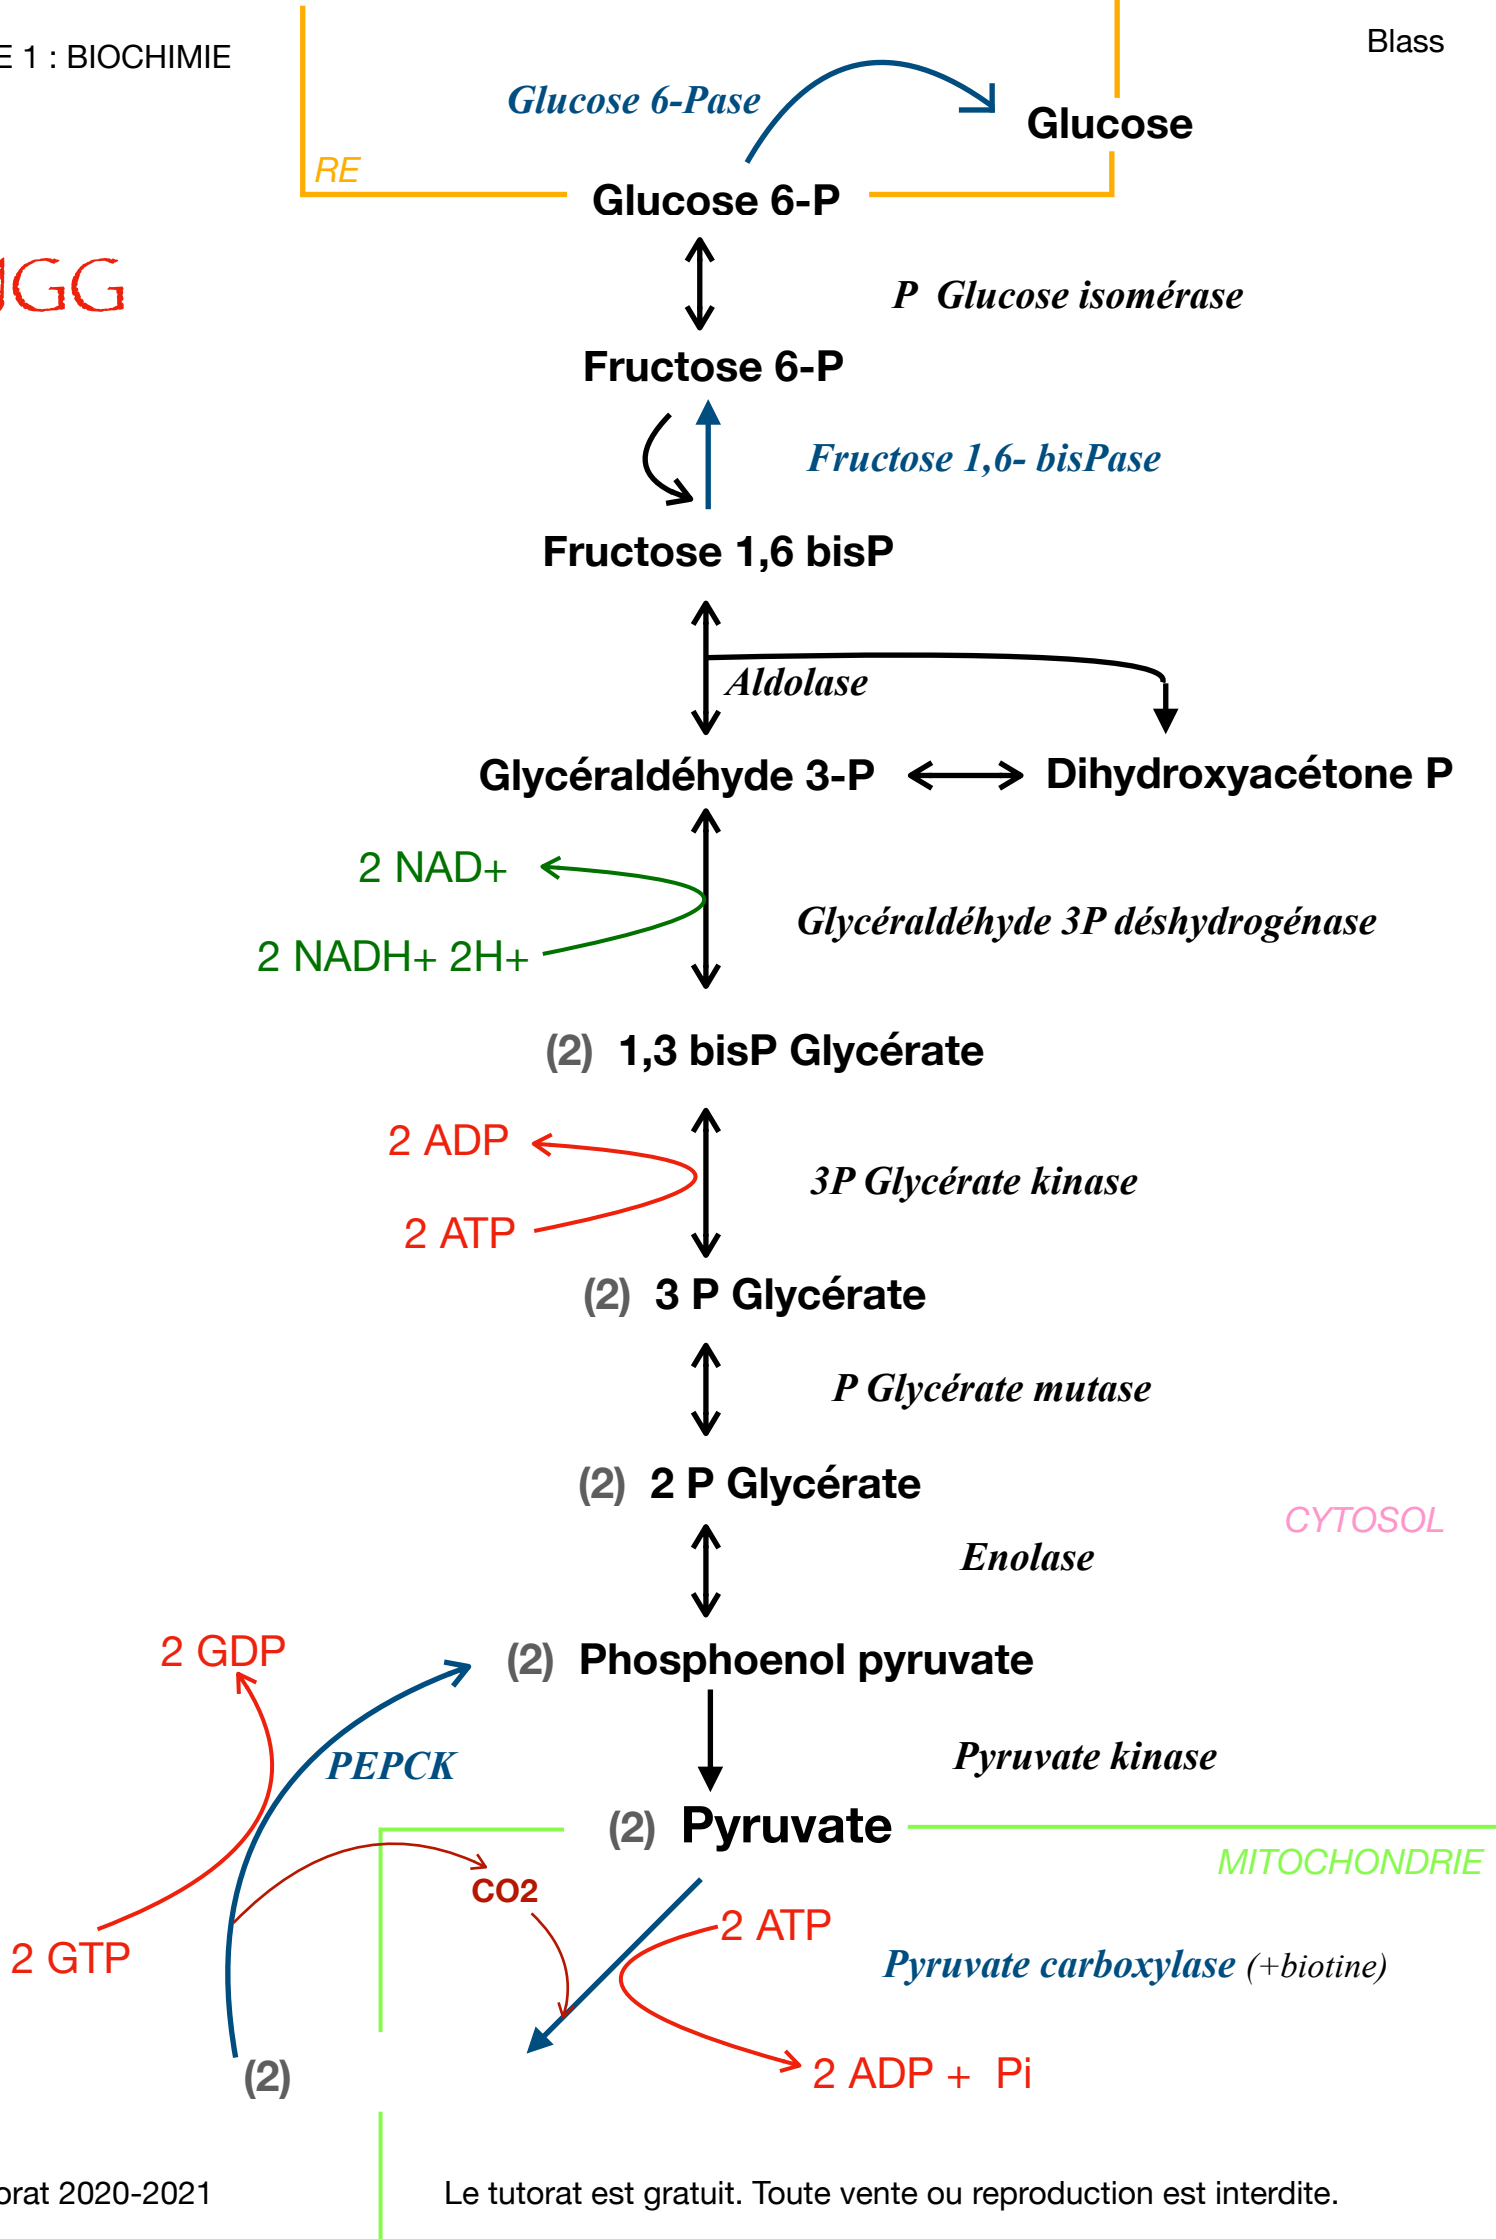 E 1 : BIOCHIMIE
Blass
Glucose 6-Pase
Glucose
RE
Glucose 6-P
GG
P Glucose isomérase
Fructose 6-P
Fructose 1,6- bisPase
Fructose 1,6 bisP
Aldolase
Glycéraldéhyde 3-P
Dihydroxyacétone P
2 NAD+
Glycéraldéhyde 3P déshydrogénase
2 NADH+ 2H+
(2) 1,3 bisP Glycérate
2 ADP
3P Glycérate kinase
2 ATP
(2) 3 P Glycérate
P Glycérate mutase
(2) 2 P Glycérate
CYTOSOL
Enolase
2 GDP
(2) Phosphoenol pyruvate
PEPCK
Pyruvate kinase
(2) Pyruvate
MITOCHONDRIE
CO2
2 ATP
2 GTP
Pyruvate carboxylase (+biotine)
(2)
2 ADP + Pi
orat 2020-2021
Le tutorat est gratuit. Toute vente ou reproduction est interdite.